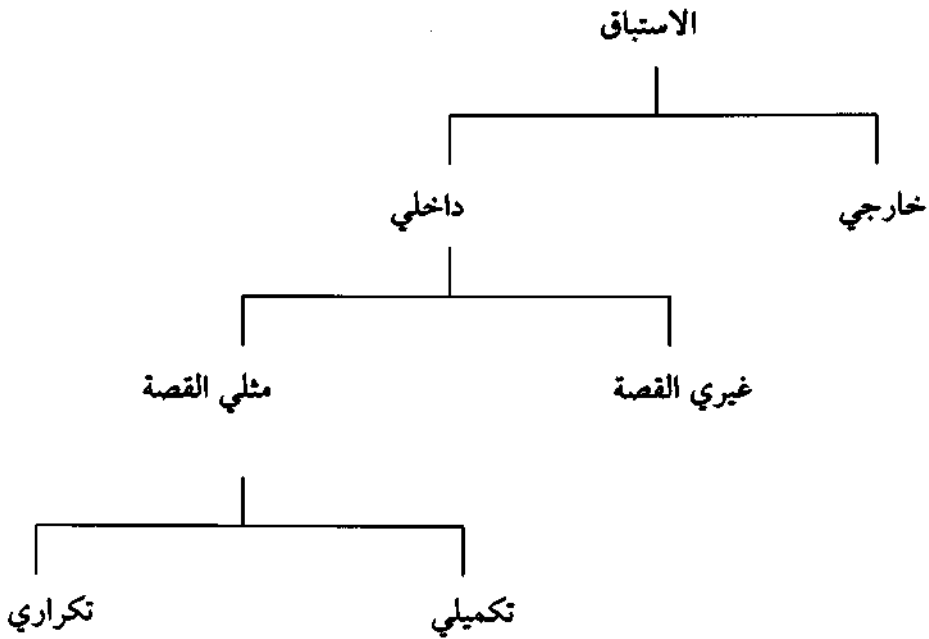 الاستباق
خارجي
داخلي
غيري القصة
مثلي القصة
تكميلي
تكراري